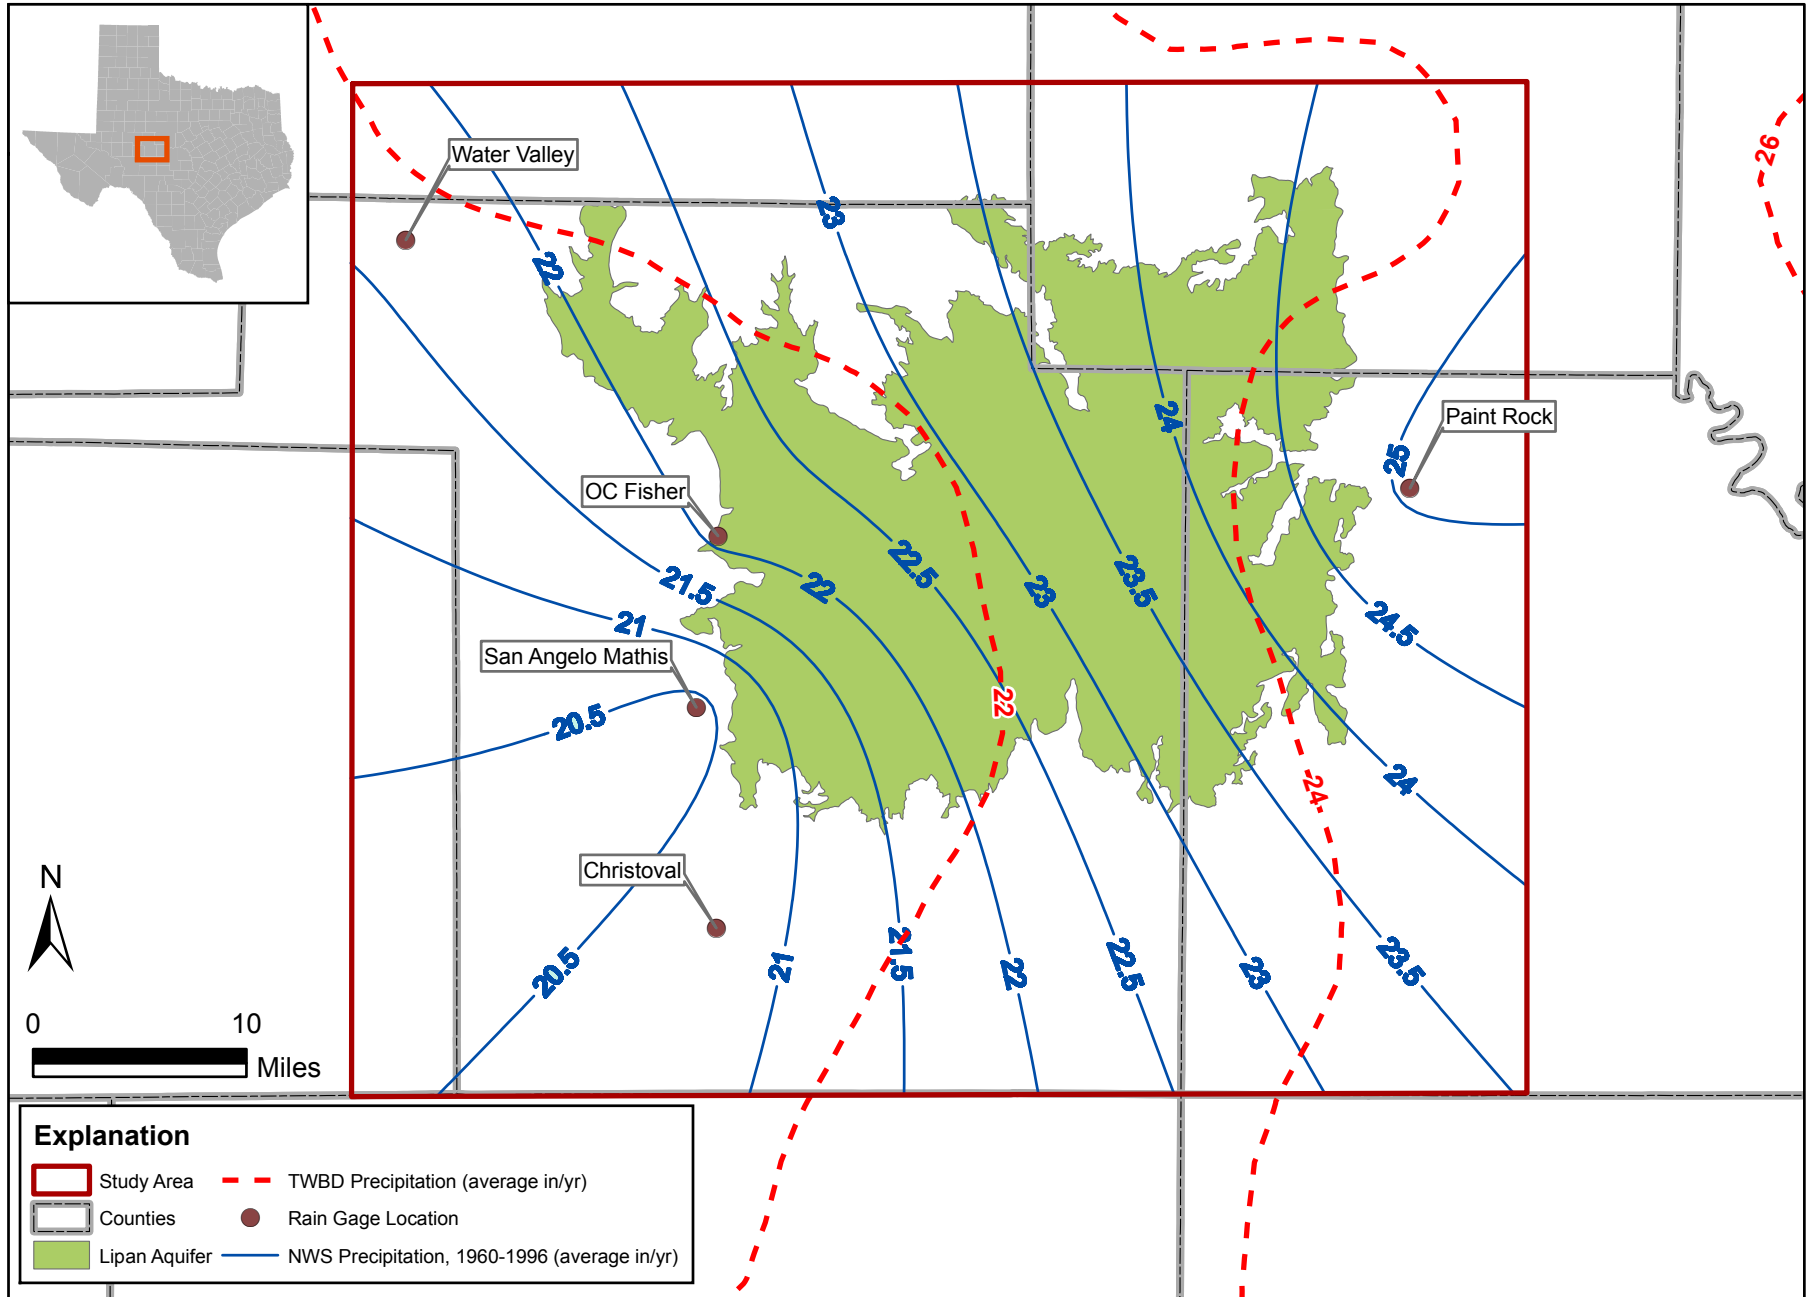 26
Water Valley
23
22
Paint Rock
24
25
OC Fisher
22.5
23.5
21.5
22
23
24.5
21
San Angelo Mathis
22
20.5
24
24
Christoval
N
21.5
20.5
21
22
22.5
23
23.5
0 10
Miles
Explanation
Study Area
TWBD Precipitation (average in/yr)
Counties
Rain Gage Location
Lipan Aquifer
NWS Precipitation, 1960-1996 (average in/yr)